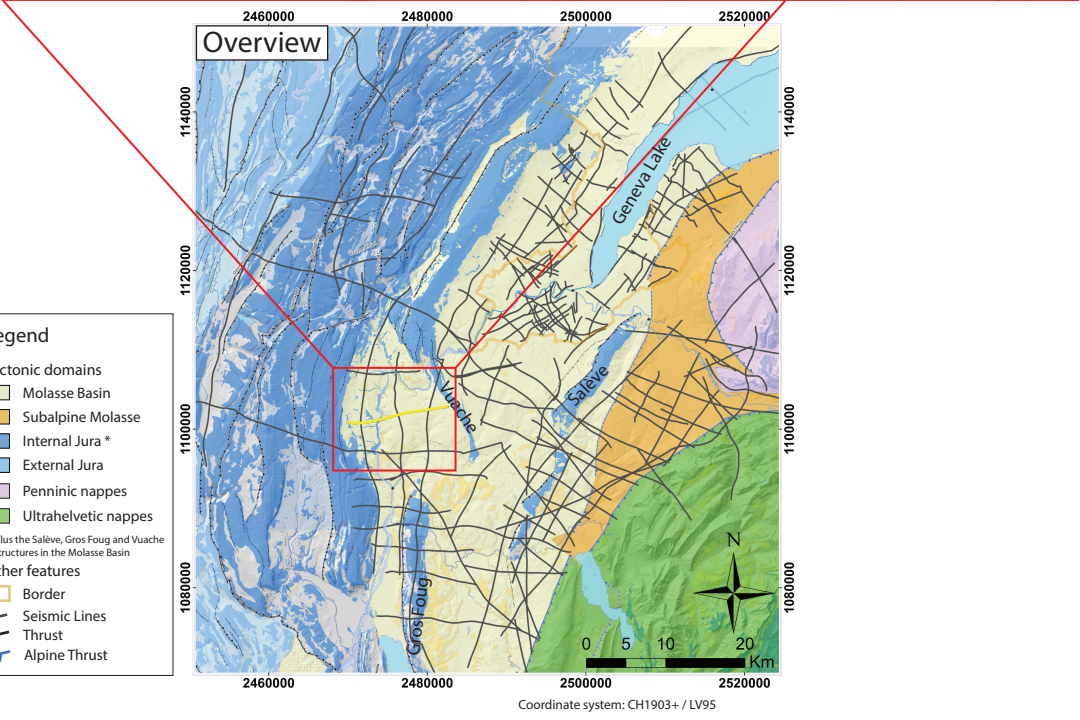 2460000 2480000 2500000 2520000
Overview
1140000 1140000
Geneva Lake
1120000 1120000
Salève
Vuache
1100000 1100000
N
1080000 1080000
Gros Foug
0 5 10 20
Km
2460000 2480000 2500000 2520000
Coordinate system: CH1903+ / LV95
egend
ctonic domains
Molasse Basin
Subalpine Molasse
Internal Jura *
External Jura
Penninic nappes
Ultrahelvetic nappes
lus the Salève, Gros Foug and Vuache
tructures in the Molasse Basin
her features
Border
Seismic Lines
Thrust
Alpine Thrust